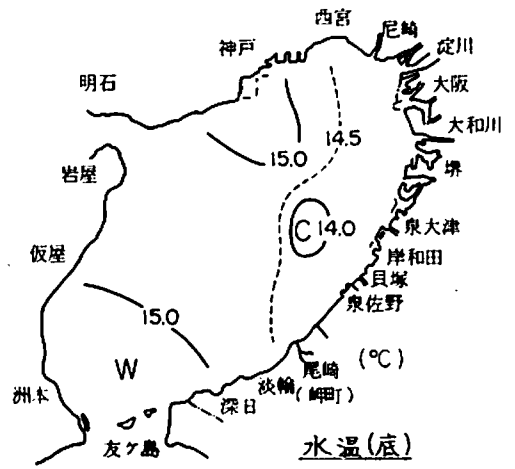 西宮
尼崎
神戸
淀川
明石
大阪
大和川
14.5
15.0
堺
岩屋
C 14.0
泉大津
岸和田
仮屋
貝塚
泉佐野
15.0
(℃)
W
尾崎
(岬町)
淡輪
洲本
深日
友ケ島
水温(底)